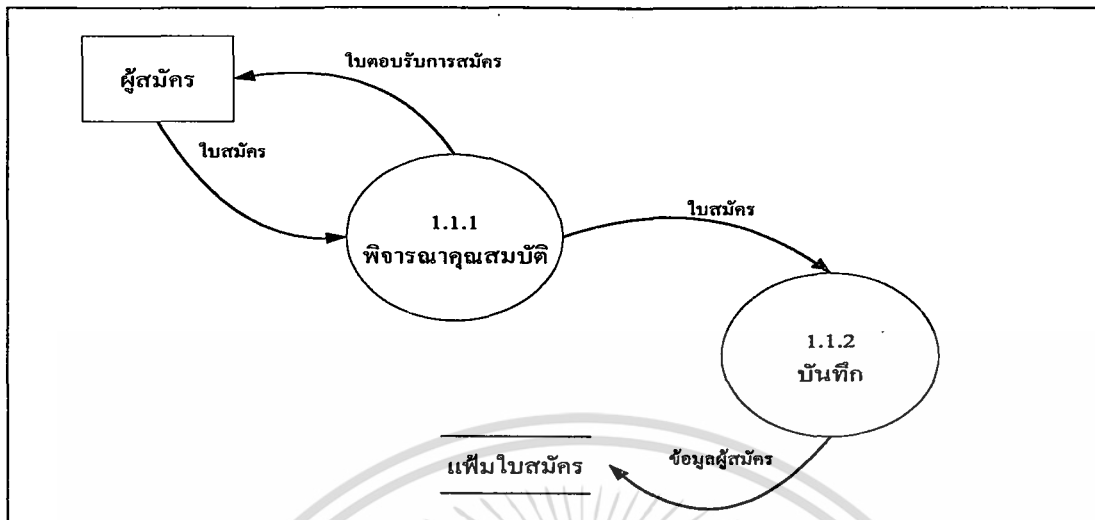 ใบตอบรับการสมัคร
ผู้สมัคร
ใบสมัคร
ใบสมัคร
1.1.1
พิจารณาคุณสมบัติ
1.1.2
บันทึก
แฟ้มใบสมัคร
ข้อมูลผู้สมัคร